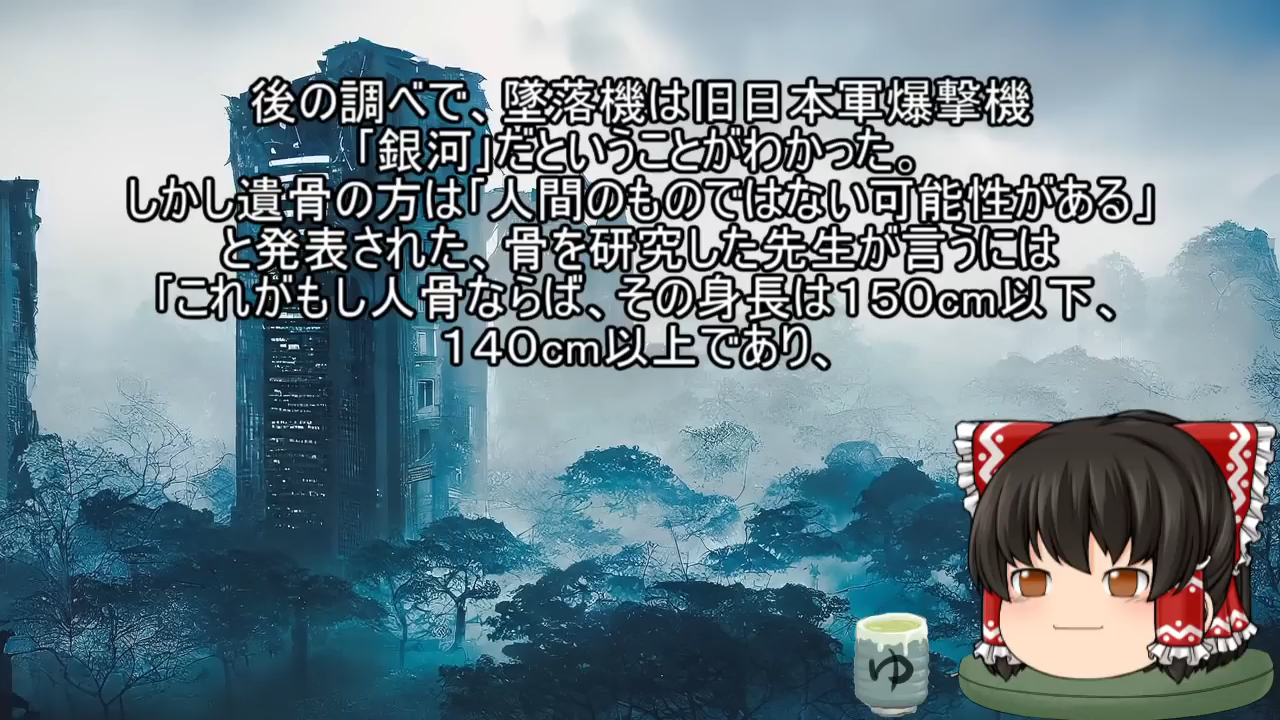 後の調べで、墜落機は旧日本軍爆撃機
「銀河」だということがわかった。
しかし遺骨の方は「人間のものではない可能性がある」
と発表された、骨を研究した先生が言うには
「これがもし人骨ならば、その身長は１５０ｃｍ以下、
１４０ｃｍ以上であり、
ゆ